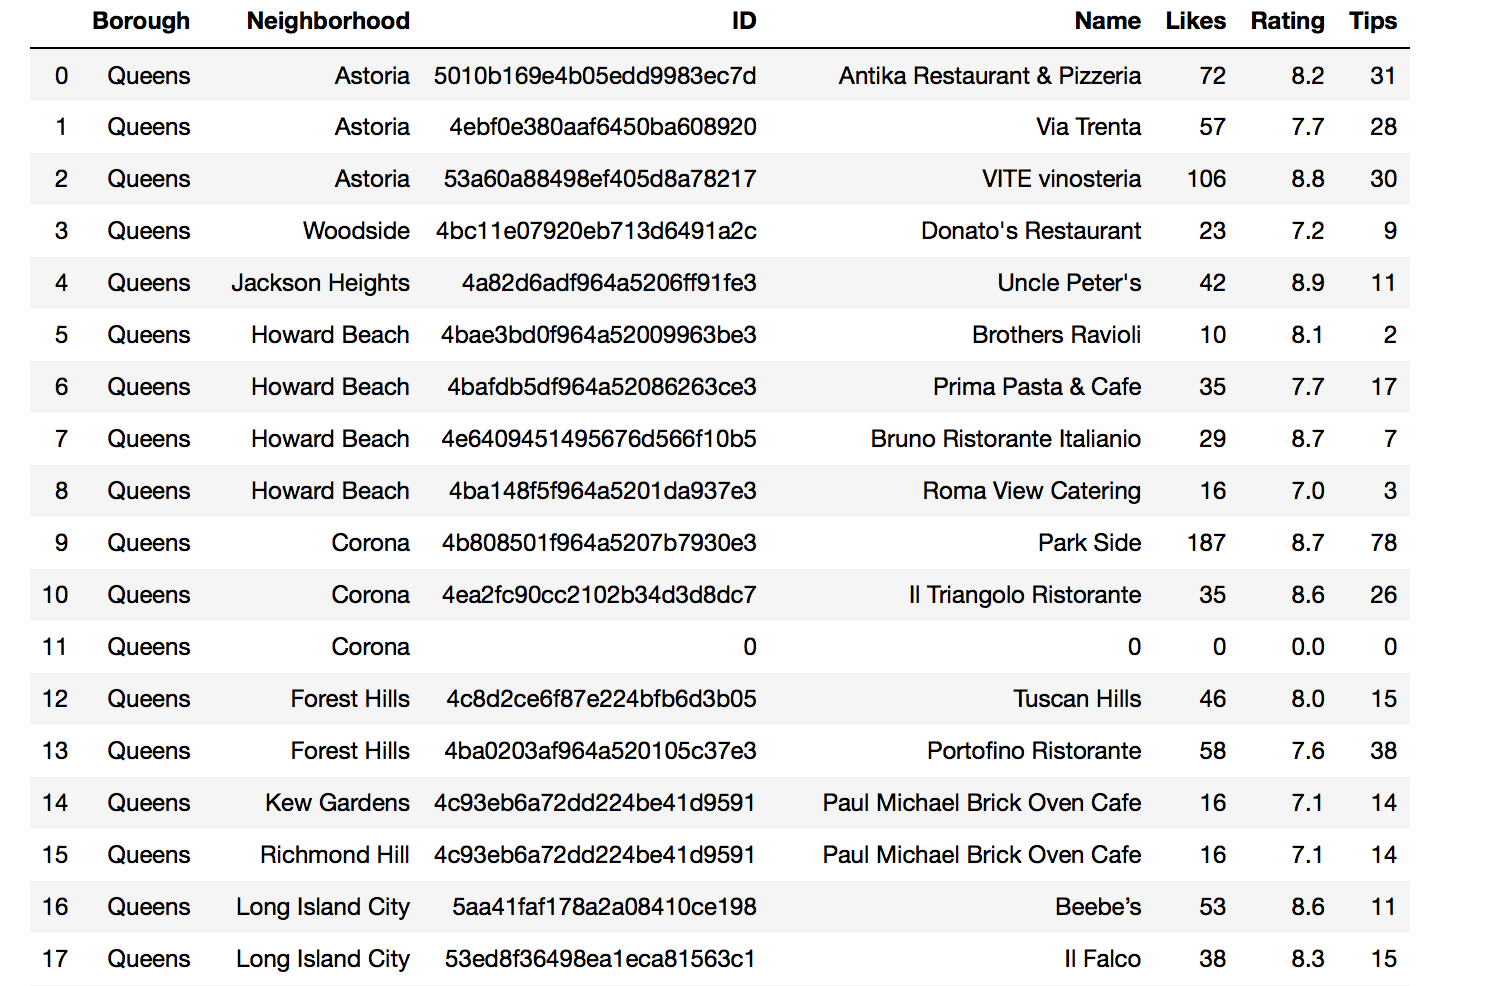 Borough Neighborhood ID Name Likes Rating Tips
0 Queens Astoria 5010b169e4b05edd9983ec7d Antika Restaurant & Pizzeria 72 8.2 31
1 Queens Astoria 4ebf0e380aaf6450ba608920 Via Trenta 57 7.7 28
2 Queens Astoria 53a60a88498ef405d8a78217 VITE vinosteria 106 8.8 30
3 Queens Woodside 4bc11e07920eb713d6491a2c Donato's Restaurant 23 7.2 9
4 Queens Jackson Heights 4a82d6adf964a5206ff91fe3 Uncle Peter's 42 8.9 11
5 Queens Howard Beach 4bae3bd0f964a52009963be3 Brothers Ravioli 10 8.1 2
6 Queens Howard Beach 4bafdb5df964a52086263ce3 Prima Pasta & Cafe 35 7.7 17
7 Queens Howard Beach 4e6409451495676d566f10b5 Bruno Ristorante Italianio 29 8.7 7
8 Queens Howard Beach 4ba148f5f964a5201da937e3 Roma View Catering 16 7.0 3
9 Queens Corona 4b808501f964a5207b7930e3 Park Side 187 8.7 78
10 Queens Corona 4ea2fc90cc2102b34d3d8dc7 Il Triangolo Ristorante 35 8.6 26
11 Queens Corona 0 0 0 0.0 0
12 Queens Forest Hills 4c8d2ce6f87e224bfb6d3b05 Tuscan Hills 46 8.0 15
13 Queens Forest Hills 4ba0203af964a520105c37e3 Portofino Ristorante 58 7.6 38
14 Queens Kew Gardens 4c93eb6a72dd224be41d9591 Paul Michael Brick Oven Cafe 16 7.1 14
15 Queens Richmond Hill 4c93eb6a72dd224be41d9591 Paul Michael Brick Oven Cafe 16 7.1 14
16 Queens Long Island City 5aa41faf178a2a08410ce198 Beebe’s 53 8.6 11
17 Queens Long Island City 53ed8f36498ea1eca81563c1 Il Falco 38 8.3 15